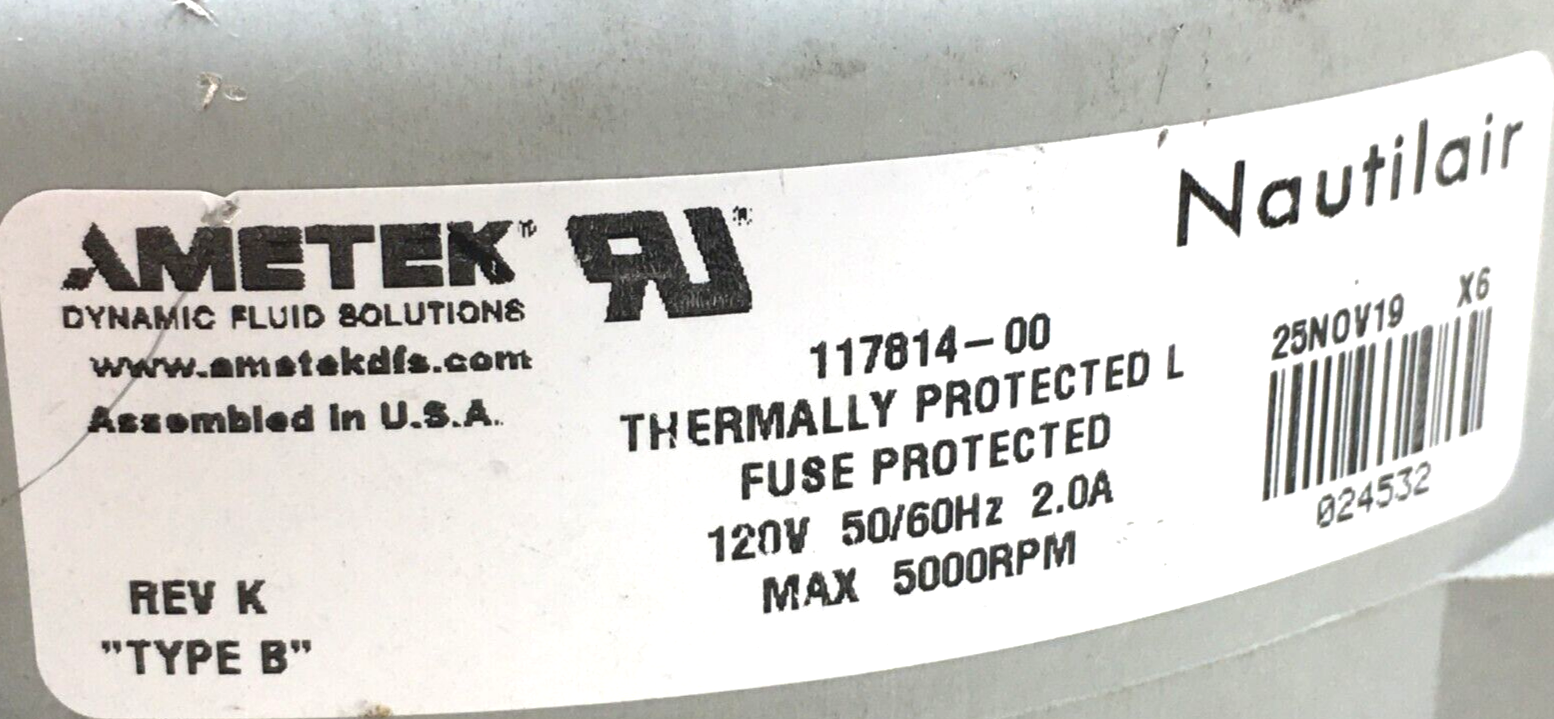 AMETEK™
DYNAMIC FLUID SOLUTIONS
www.ametekdfs.com
Assembled in U.S.A.
REV K
"TYPE B"
117814-00
THERMALLY PROTECTED L
FUSE PROTECTED
120V 50/60Hz 2.0A
MAX 5000RPM
Nautilair
25NOV19 X6
024532